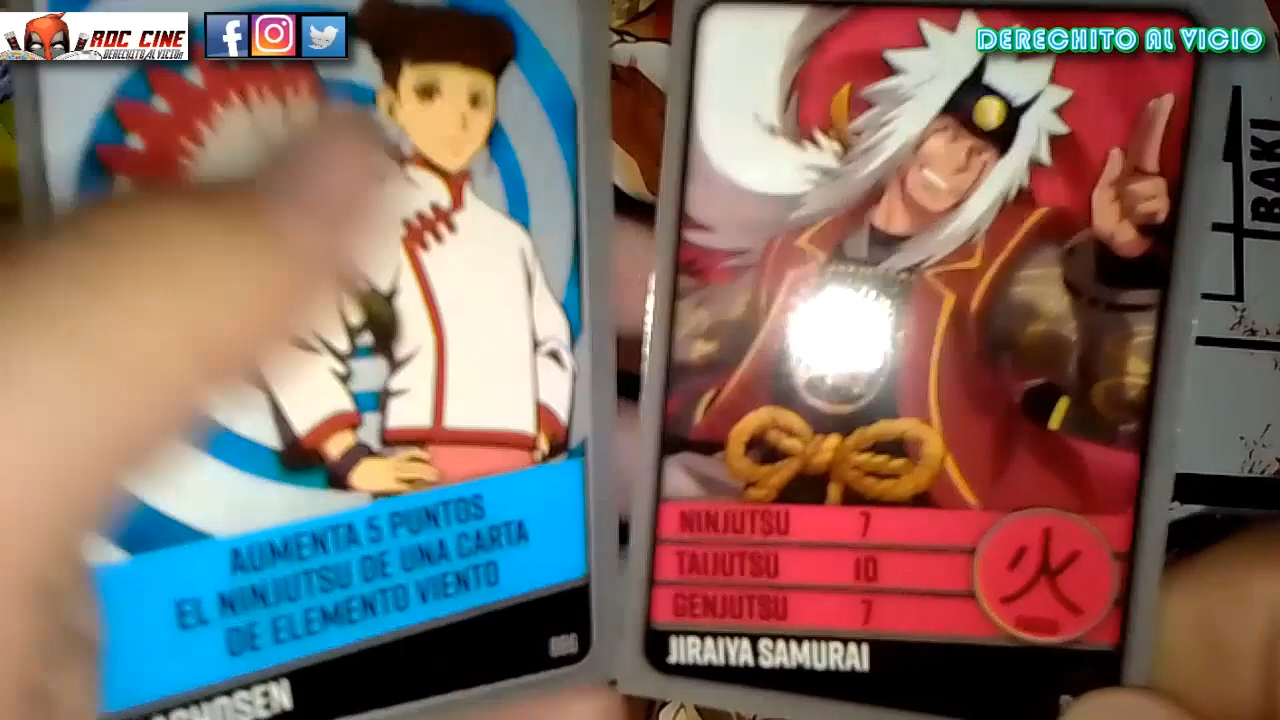 RDC CINE
DERECHITO AL VICIO
DERECHITO AL VICIO
AUMENTA 5 PUNTOS
EL NINJUTSU DE UNA CARTA
DE ELEMENTO VIENTO
NINJUTSU 7
TAIJUTSU 10
GENJUTSU 7
火
JIRAIYA SAMURAI
BAKI